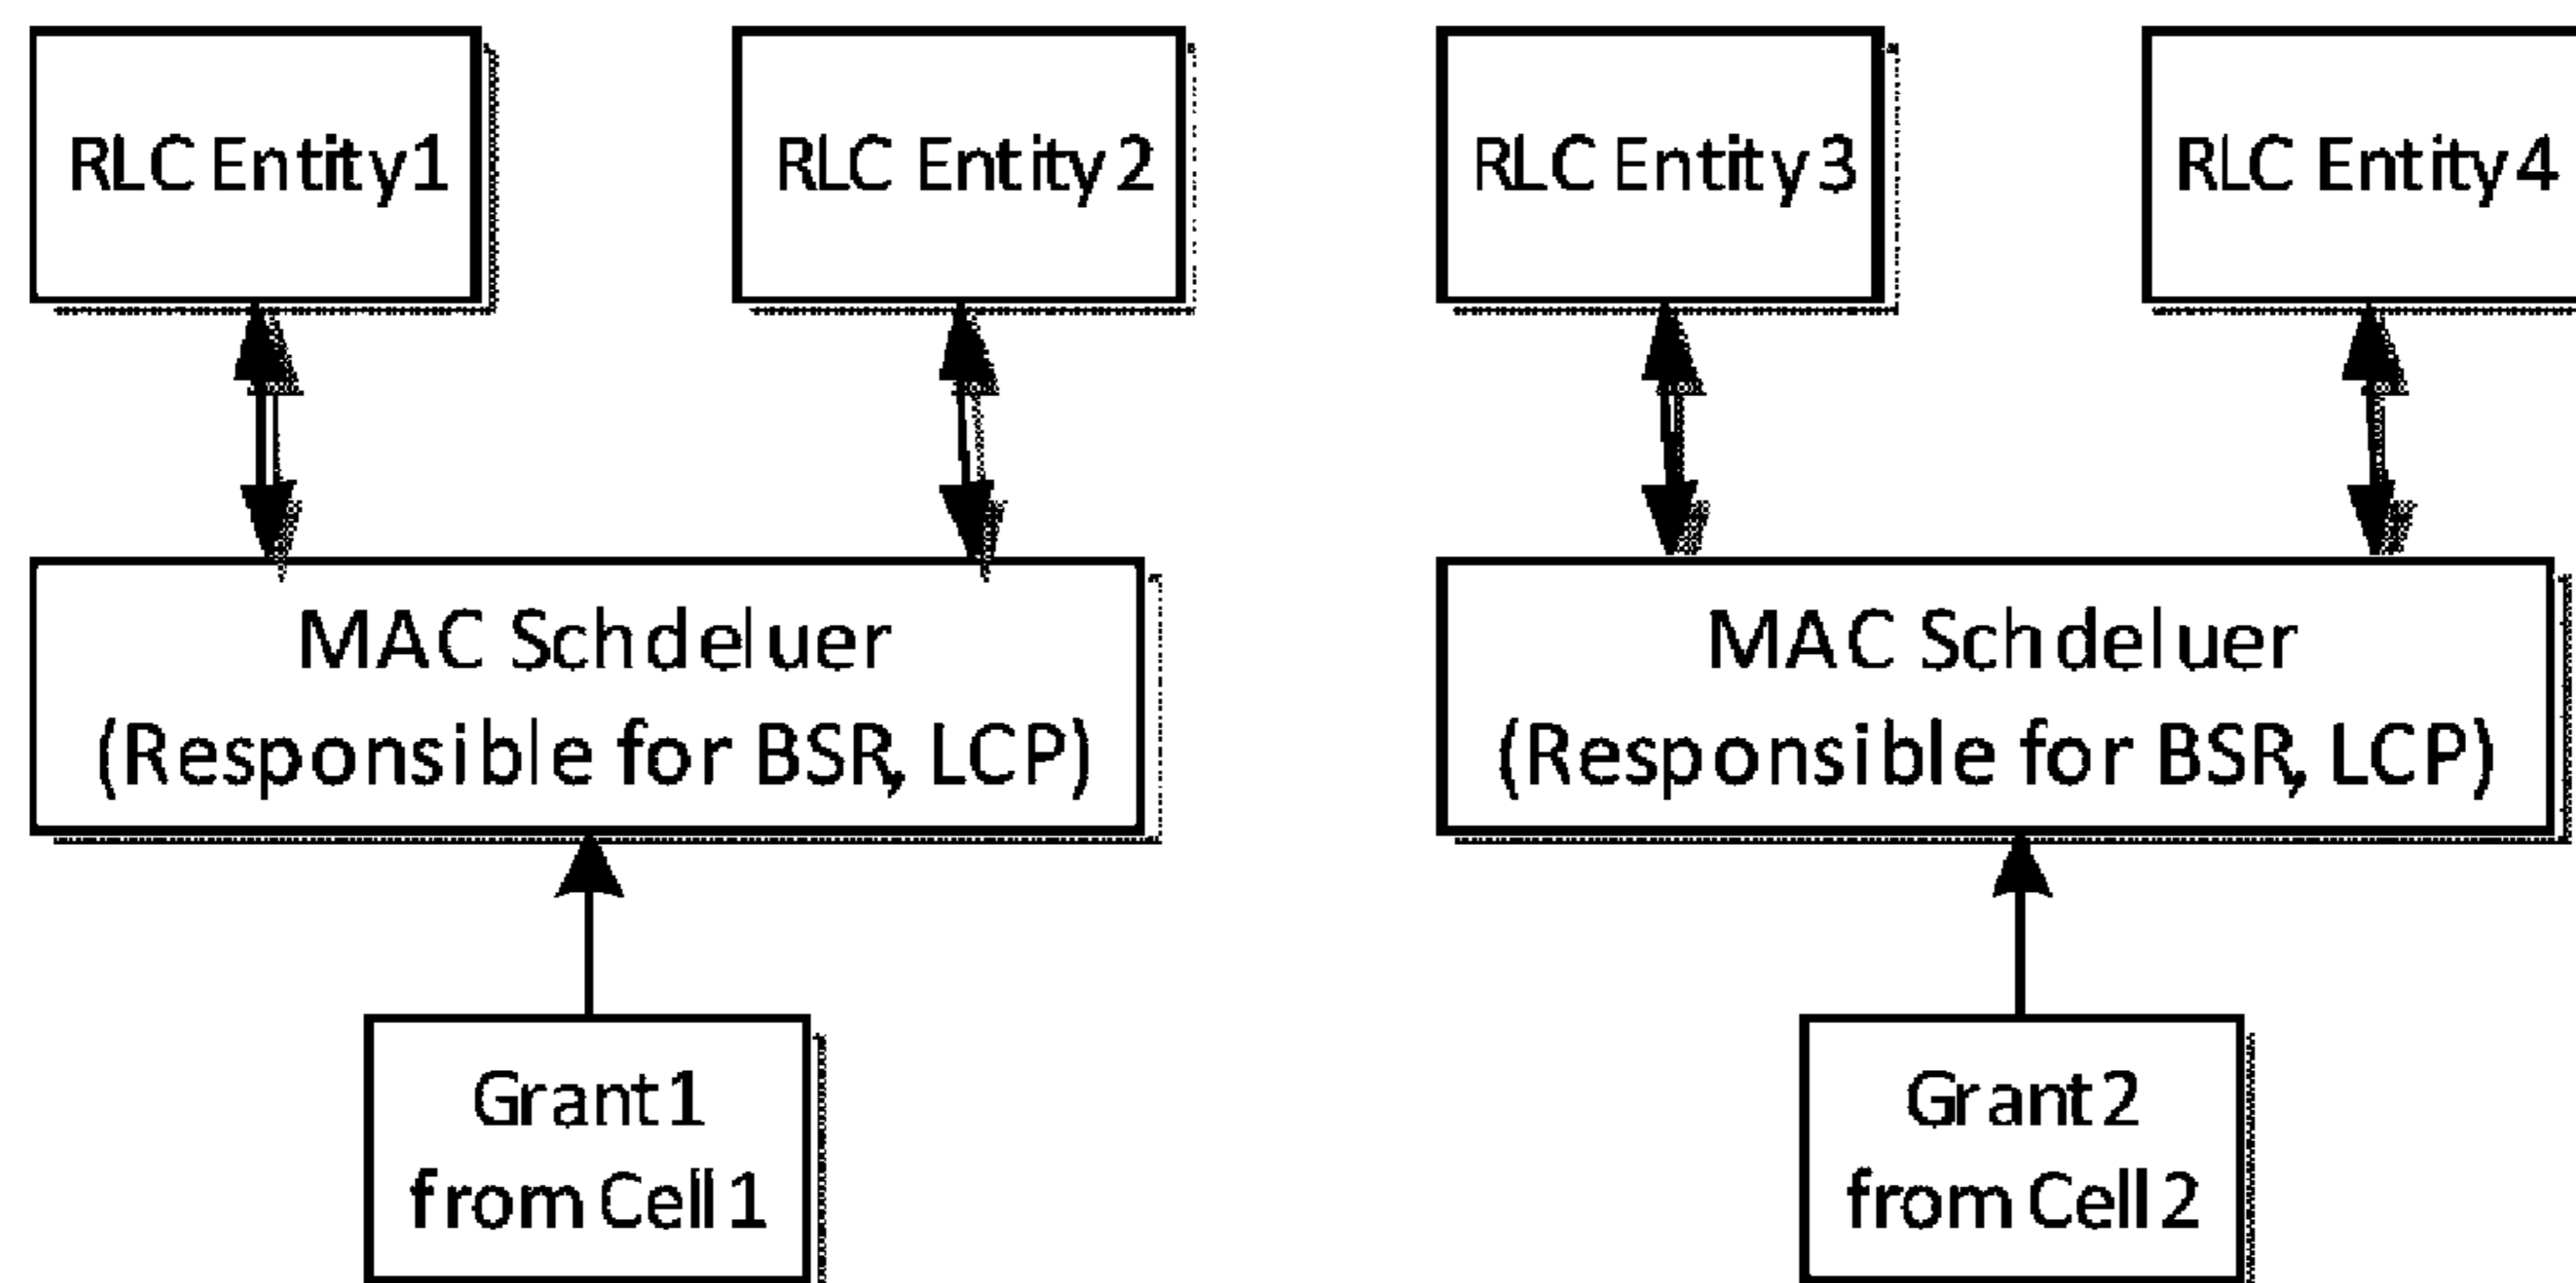 RLC Entity1
RLC Entity2
RLC Entity3
RLC Entity4
MAC Schdeluer
(Responsible for BSR, LCP)
MAC Schdeluer
(Responsible for BSR, LCP)
Grant1
from Cell1
Grant2
from Cell2